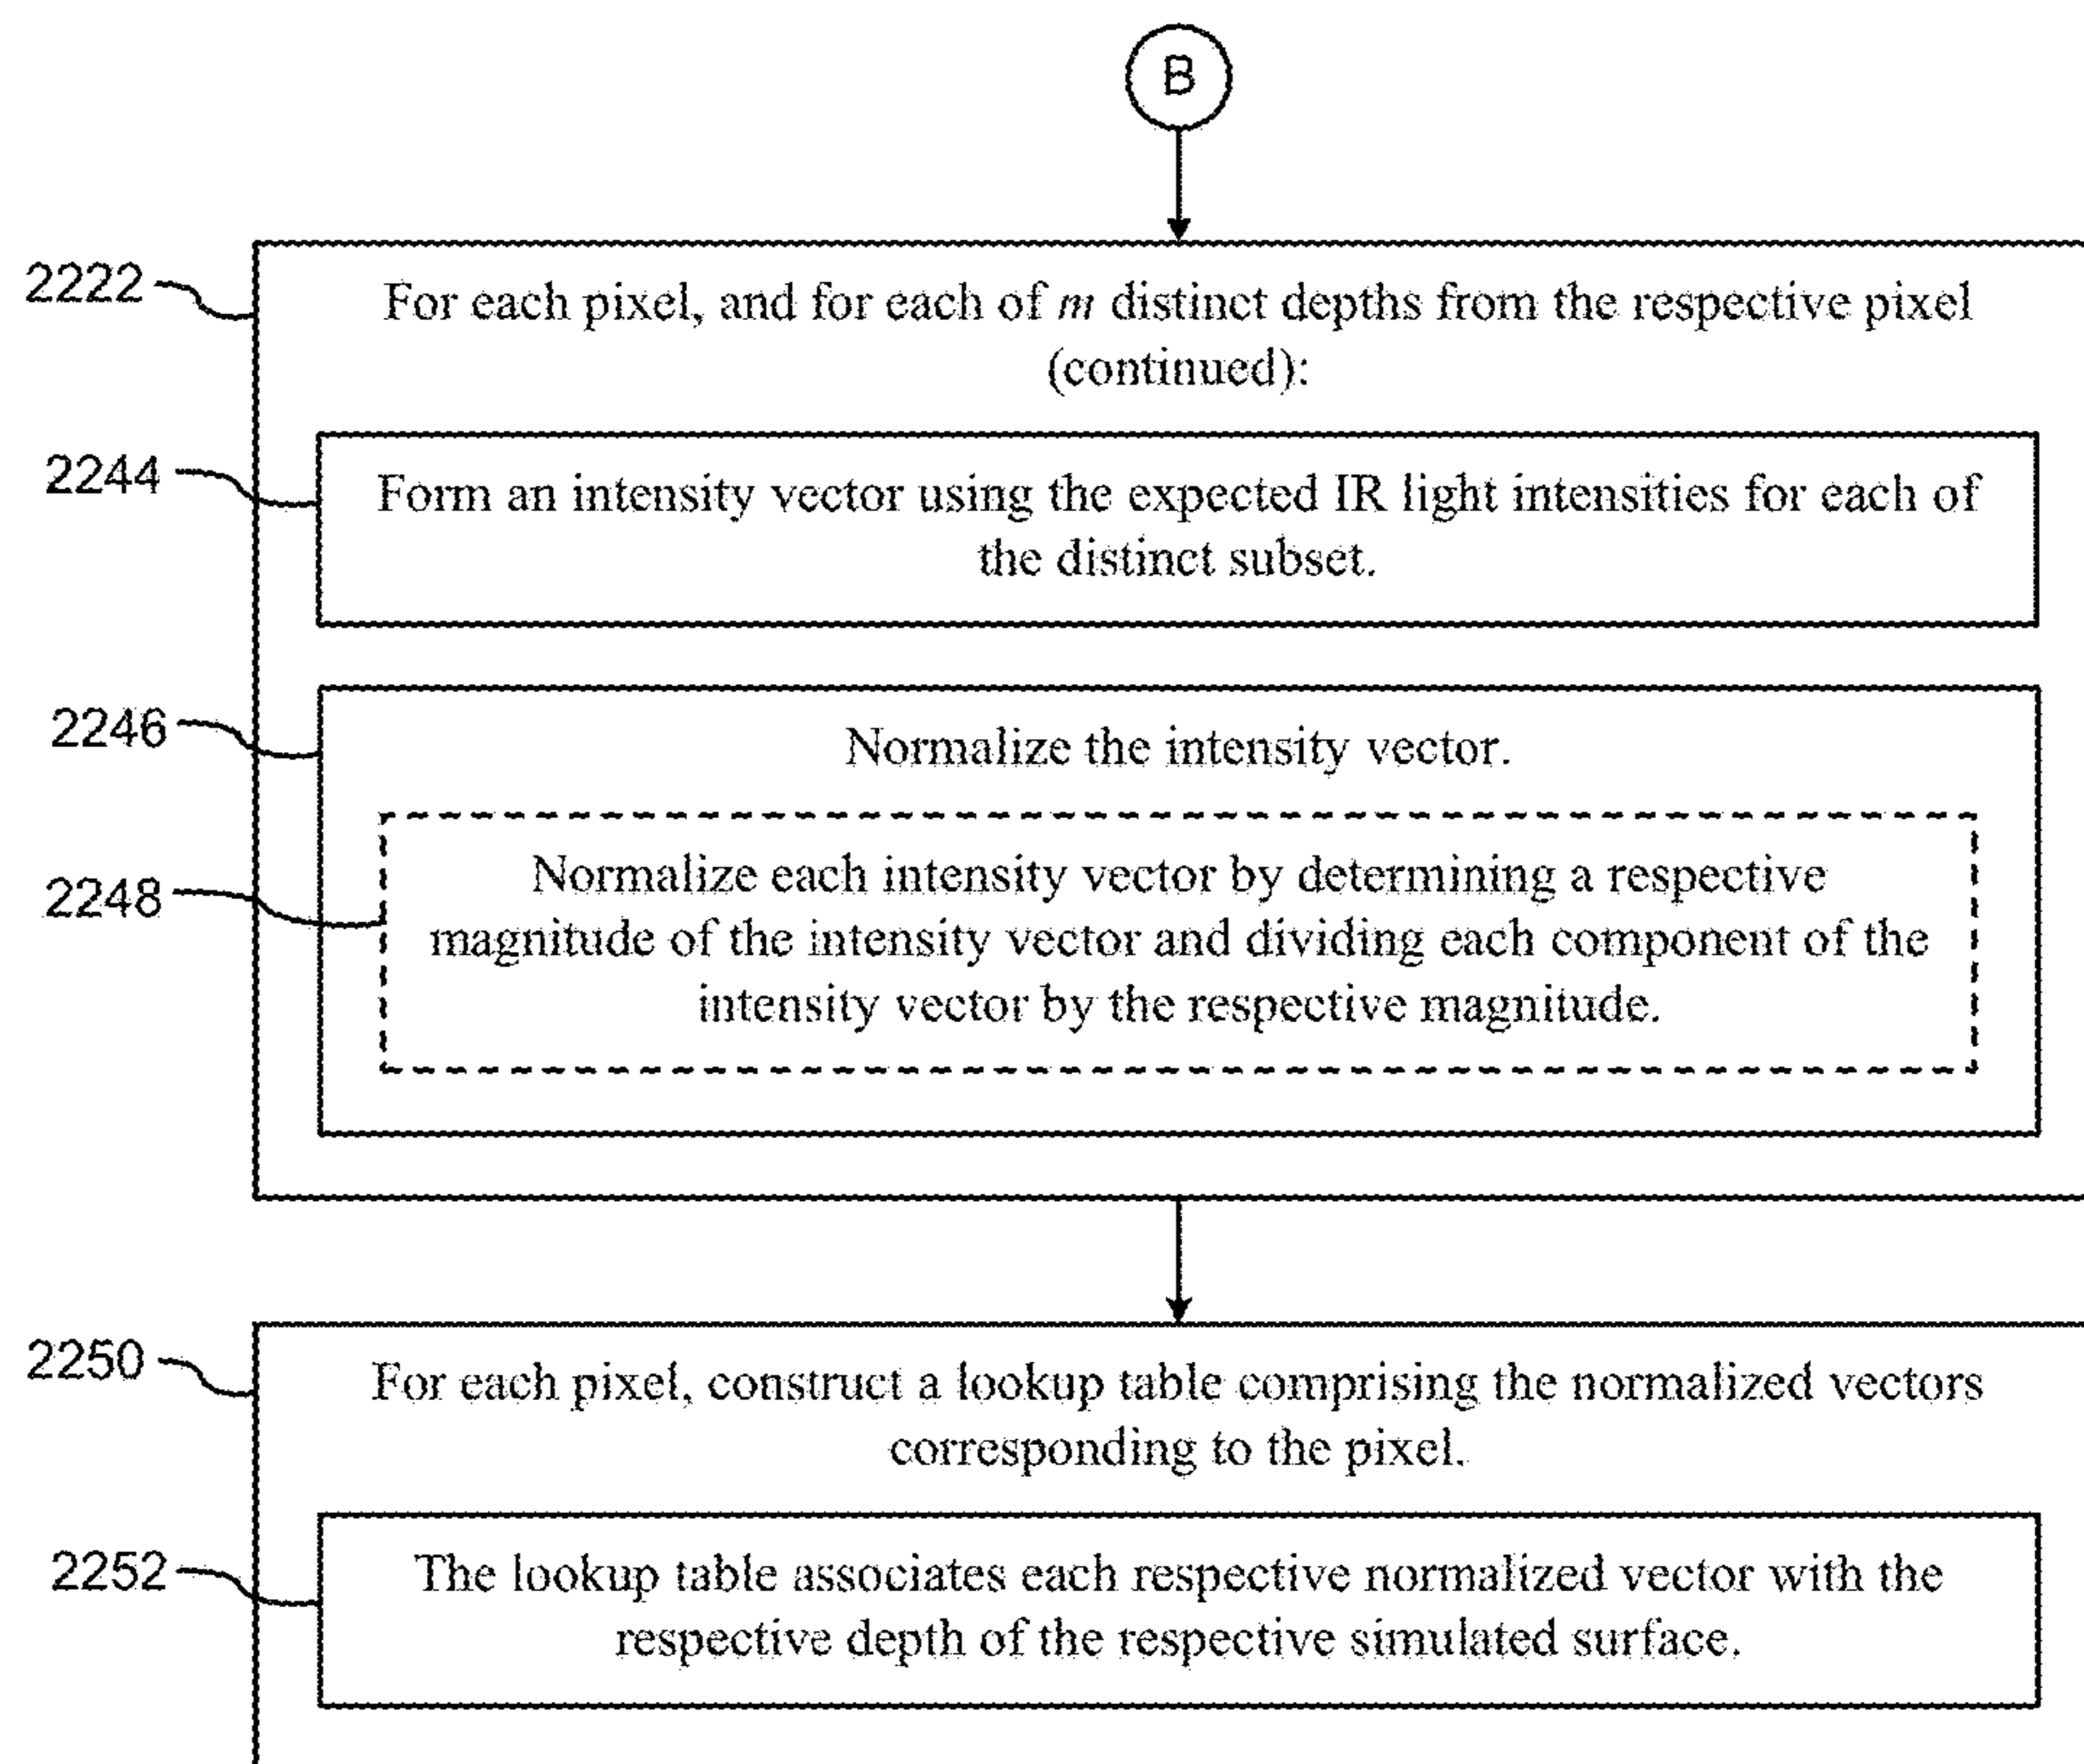 B
2222
For each pixel, and for each of m distinct depths from the respective pixel
(continued):
2244
Form an intensity vector using the expected IR light intensities for each of
the distinct subset.
2246
Normalize the intensity vector.
2248
Normalize each intensity vector by determining a respective
magnitude of the intensity vector and dividing each component of the
intensity vector by the respective magnitude.
2250
For each pixel, construct a lookup table comprising the normalized vectors
corresponding to the pixel.
2252
The lookup table associates each respective normalized vector with the
respective depth of the respective simulated surface.